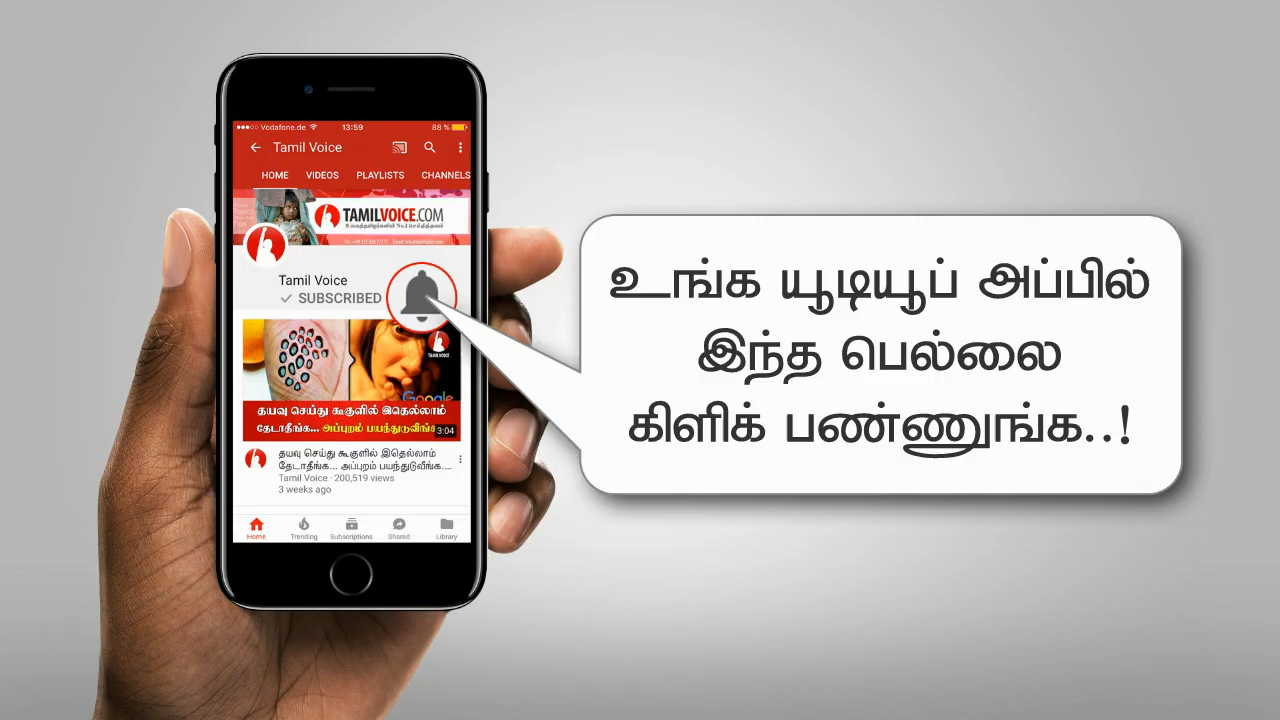 Vodafone.de 13:59 88 %
Tamil Voice
HOME VIDEOS PLAYLISTS CHANNELS
TAMILVOICE.COM
Tamil Voice
SUBSCRIBED
TAMILVOICE
Google
தயவு செய்து கூகுளில் இதெல்லாம்
தேடாதீங்க... அப்புறம் பயந்துடுவீங்க
3:04
தயவு செய்து கூகுளில் இதெல்லாம்
தேடாதீங்க... அப்புறம் பயந்துடுவீங்க....
Tamil Voice · 200,519 views
3 weeks ago
Home Trending Subscriptions Shared Library
உங்க யூடியூப் அப்பில்
இந்த பெல்லை
கிளிக் பண்ணுங்க..!